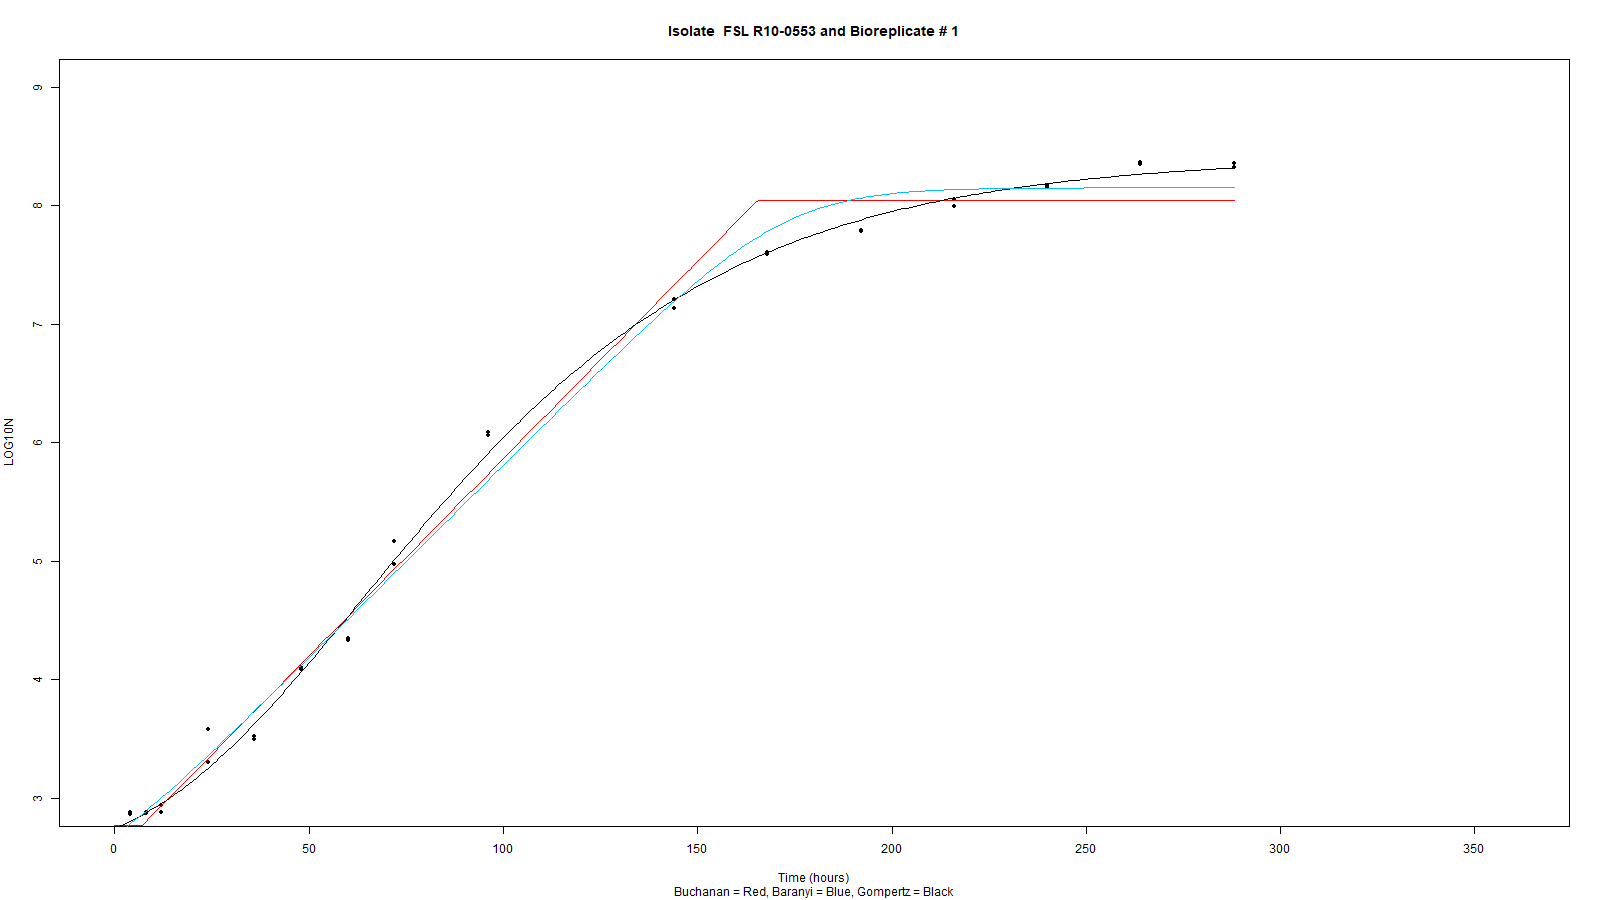 Isolate  FSL R10-0553 and Bioreplicate # 1
9
8
7
6
5
4
3
LOG10N
0 50 100 150 200 250 300 350
Time (hours)
Buchanan = Red, Baranyi = Blue, Gompertz = Black